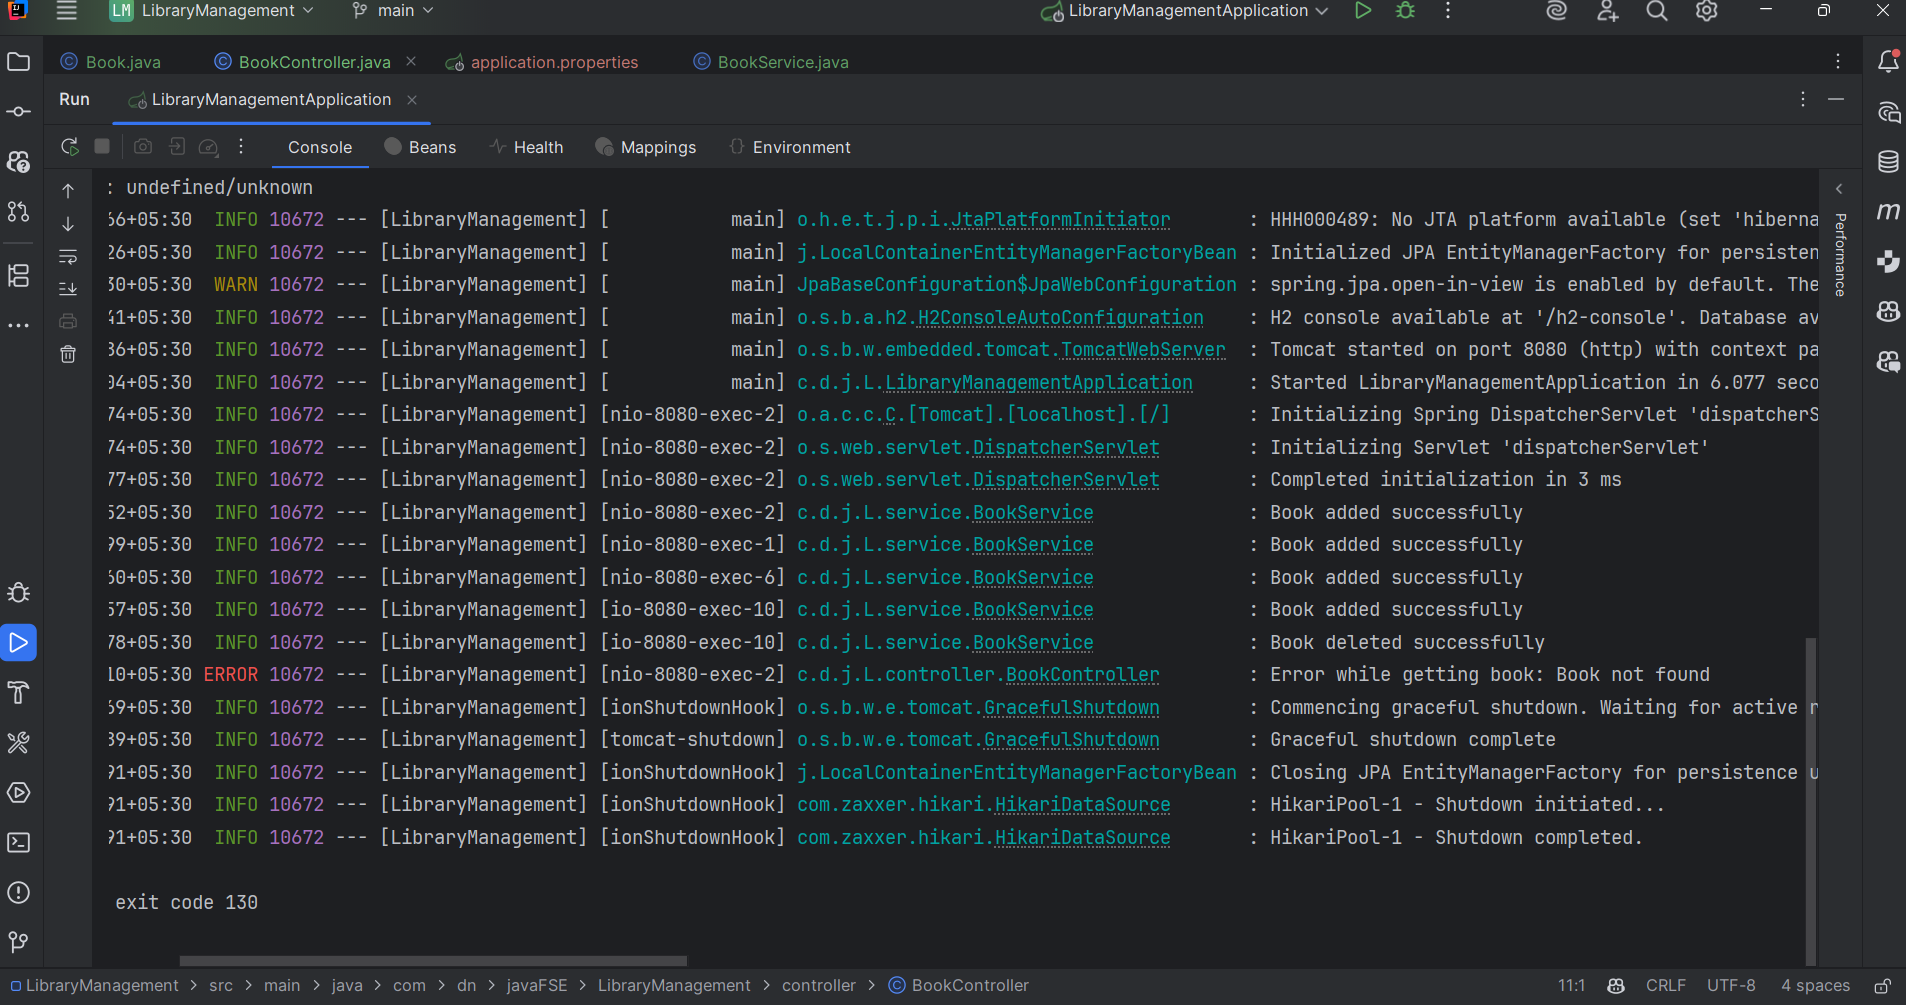 LM LibraryManagement main LibraryManagementApplication
Book.java BookController.java application.properties BookService.java
Run LibraryManagementApplication
Console Beans Health Mappings Environment
: undefined/unknown
66+05:30 INFO 10672 --- [LibraryManagement] [ main] o.h.e.t.j.p.i.JtaPlatformInitiator : HHH000489: No JTA platform available (set 'hiberna
26+05:30 INFO 10672 --- [LibraryManagement] [ main] j.LocalContainerEntityManagerFactoryBean : Initialized JPA EntityManagerFactory for persisten
30+05:30 WARN 10672 --- [LibraryManagement] [ main] JpaBaseConfiguration$JpaWebConfiguration : spring.jpa.open-in-view is enabled by default. The
41+05:30 INFO 10672 --- [LibraryManagement] [ main] o.s.b.a.h2.H2ConsoleAutoConfiguration : H2 console available at '/h2-console'. Database av
36+05:30 INFO 10672 --- [LibraryManagement] [ main] o.s.b.w.embedded.tomcat.TomcatWebServer : Tomcat started on port 8080 (http) with context pa
04+05:30 INFO 10672 --- [LibraryManagement] [ main] c.d.j.L.LibraryManagementApplication : Started LibraryManagementApplication in 6.077 seco
74+05:30 INFO 10672 --- [LibraryManagement] [nio-8080-exec-2] o.a.c.c.C.[Tomcat].[localhost].[/] : Initializing Spring DispatcherServlet 'dispatcherS
74+05:30 INFO 10672 --- [LibraryManagement] [nio-8080-exec-2] o.s.web.servlet.DispatcherServlet : Initializing Servlet 'dispatcherServlet'
77+05:30 INFO 10672 --- [LibraryManagement] [nio-8080-exec-2] o.s.web.servlet.DispatcherServlet : Completed initialization in 3 ms
52+05:30 INFO 10672 --- [LibraryManagement] [nio-8080-exec-2] c.d.j.L.service.BookService : Book added successfully
99+05:30 INFO 10672 --- [LibraryManagement] [nio-8080-exec-1] c.d.j.L.service.BookService : Book added successfully
60+05:30 INFO 10672 --- [LibraryManagement] [nio-8080-exec-6] c.d.j.L.service.BookService : Book added successfully
57+05:30 INFO 10672 --- [LibraryManagement] [io-8080-exec-10] c.d.j.L.service.BookService : Book added successfully
78+05:30 INFO 10672 --- [LibraryManagement] [io-8080-exec-10] c.d.j.L.service.BookService : Book deleted successfully
10+05:30 ERROR 10672 --- [LibraryManagement] [nio-8080-exec-2] c.d.j.L.controller.BookController : Error while getting book: Book not found
69+05:30 INFO 10672 --- [LibraryManagement] [ionShutdownHook] o.s.b.w.e.tomcat.GracefulShutdown : Commencing graceful shutdown. Waiting for active r
89+05:30 INFO 10672 --- [LibraryManagement] [tomcat-shutdown] o.s.b.w.e.tomcat.GracefulShutdown : Graceful shutdown complete
91+05:30 INFO 10672 --- [LibraryManagement] [ionShutdownHook] j.LocalContainerEntityManagerFactoryBean : Closing JPA EntityManagerFactory for persistence u
91+05:30 INFO 10672 --- [LibraryManagement] [ionShutdownHook] com.zaxxer.hikari.HikariDataSource : HikariPool-1 - Shutdown initiated...
91+05:30 INFO 10672 --- [LibraryManagement] [ionShutdownHook] com.zaxxer.hikari.HikariDataSource : HikariPool-1 - Shutdown completed.
exit code 130
Performance
LibraryManagement > src > main > java > com > dn > javaFSE > LibraryManagement > controller > BookController 11:1 CRLF UTF-8 4 spaces